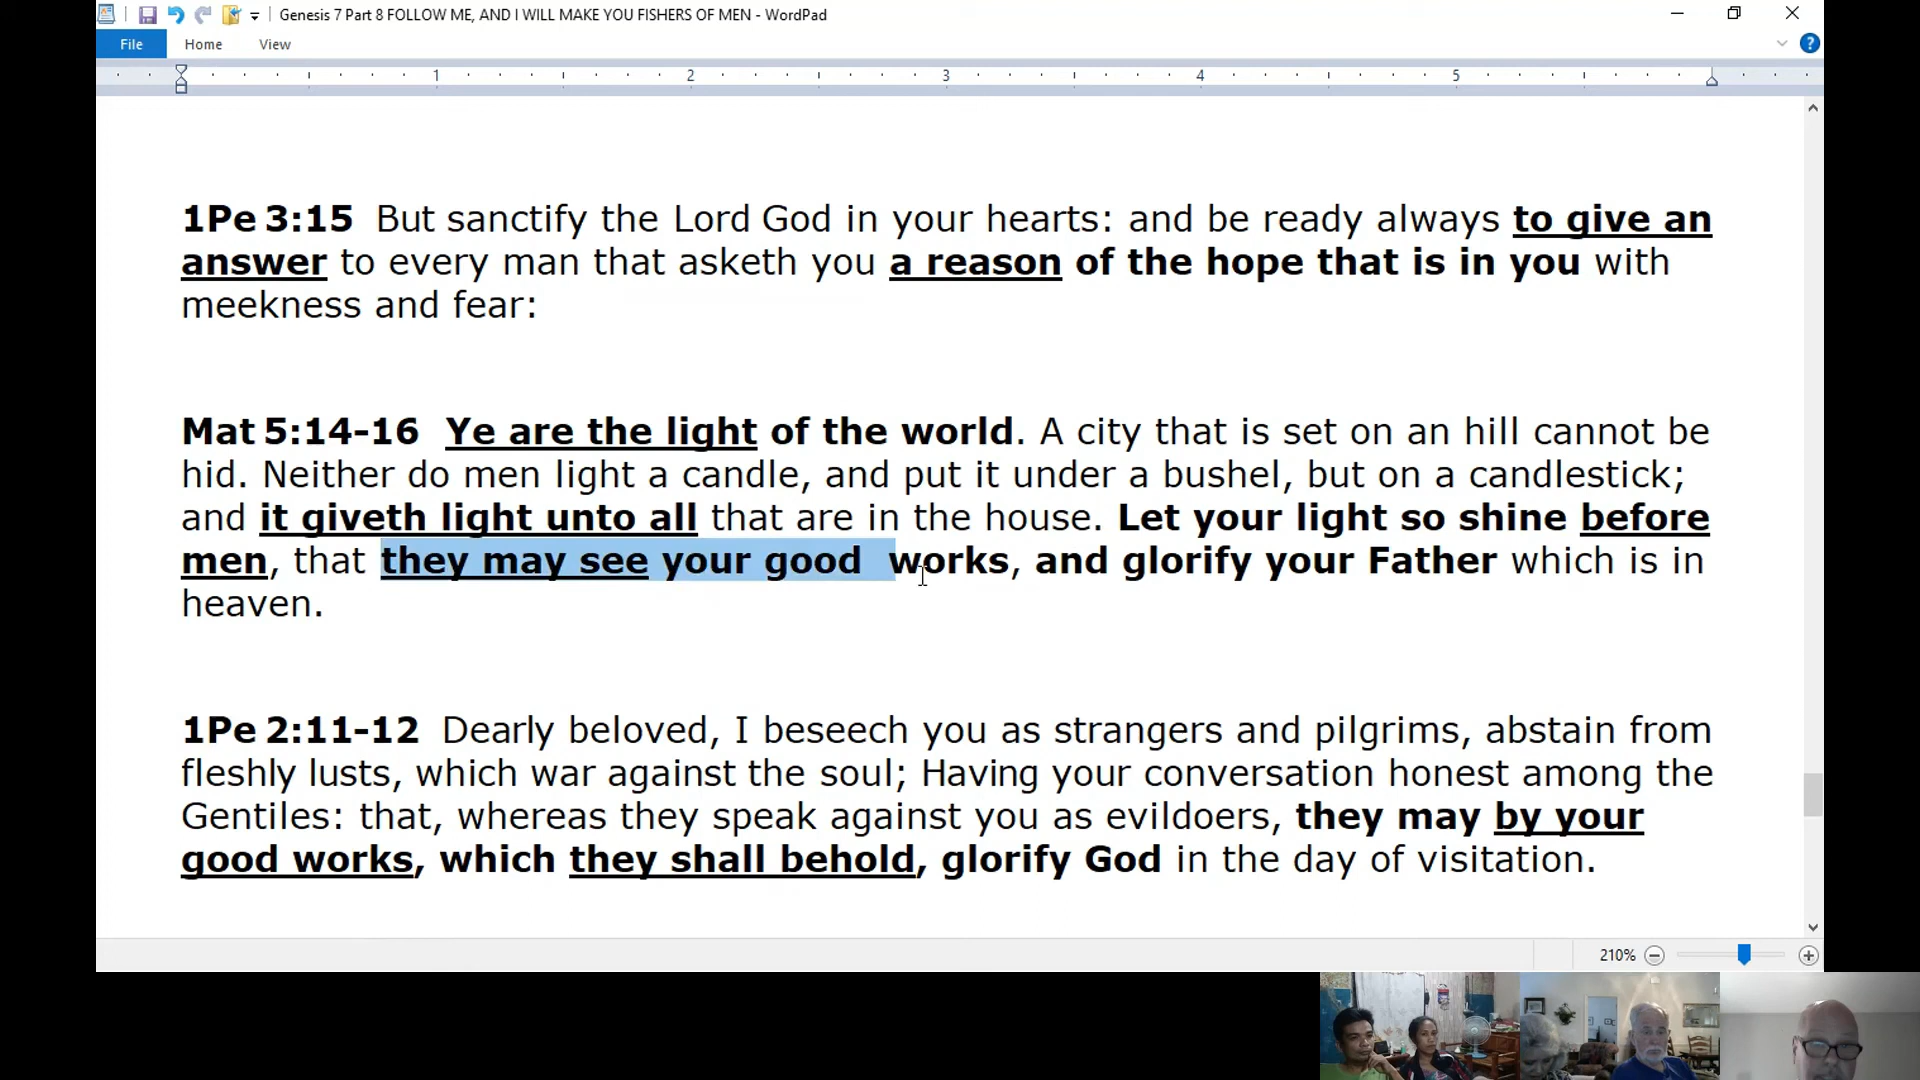 Genesis 7 Part 8 FOLLOW ME, AND I WILL MAKE YOU FISHERS OF MEN - WordPad
File Home View
1 2 3 4 5
1Pe 3:15 But sanctify the Lord God in your hearts: and be ready always to give an
answer to every man that asketh you a reason of the hope that is in you with
meekness and fear:
Mat 5:14-16 Ye are the light of the world. A city that is set on an hill cannot be
hid. Neither do men light a candle, and put it under a bushel, but on a candlestick;
and it giveth light unto all that are in the house. Let your light so shine before
men, that they may see your good works, and glorify your Father which is in
heaven.
1Pe 2:11-12 Dearly beloved, I beseech you as strangers and pilgrims, abstain from
fleshly lusts, which war against the soul; Having your conversation honest among the
Gentiles: that, whereas they speak against you as evildoers, they may by your
good works, which they shall behold, glorify God in the day of visitation.
210%